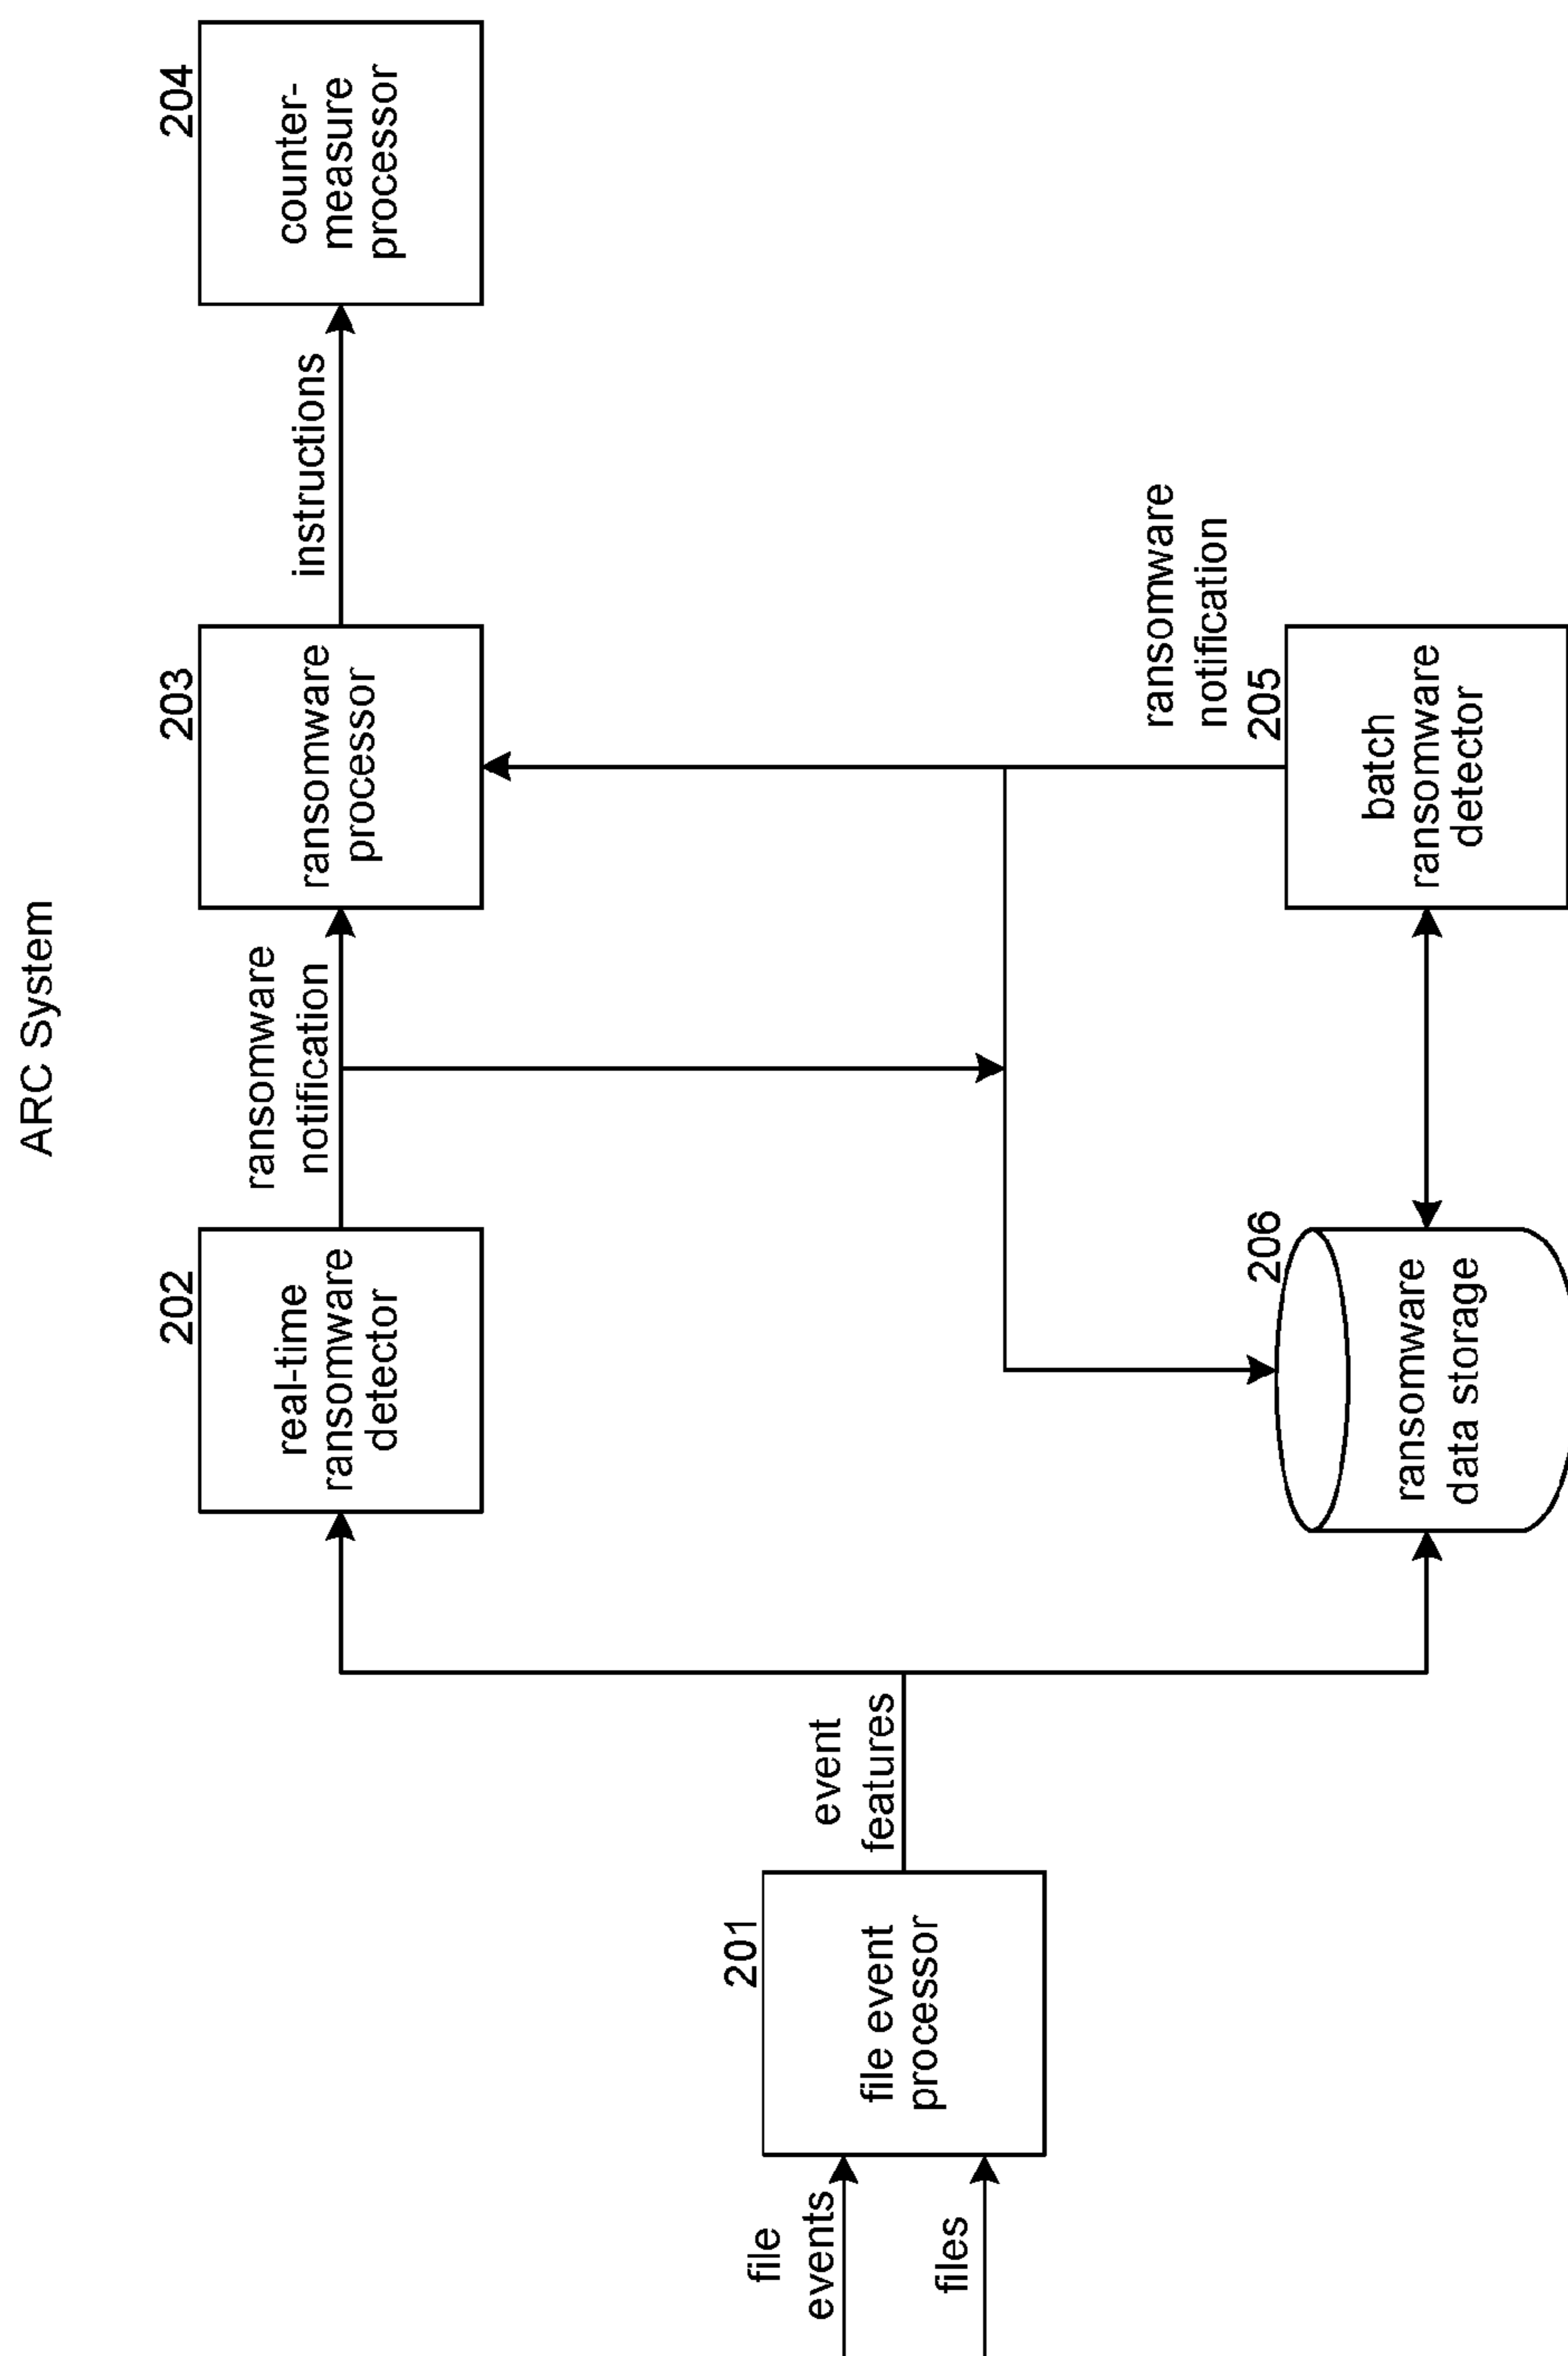 ARC System
file
events
files
201
file event
processor
event
features
202
real-time
ransomware
detector
ransomware
notification
203
ransomware
processor
instructions
204
counter-
measure
processor
206
ransomware
data storage
ransomware
notification
205
batch
ransomware
detector